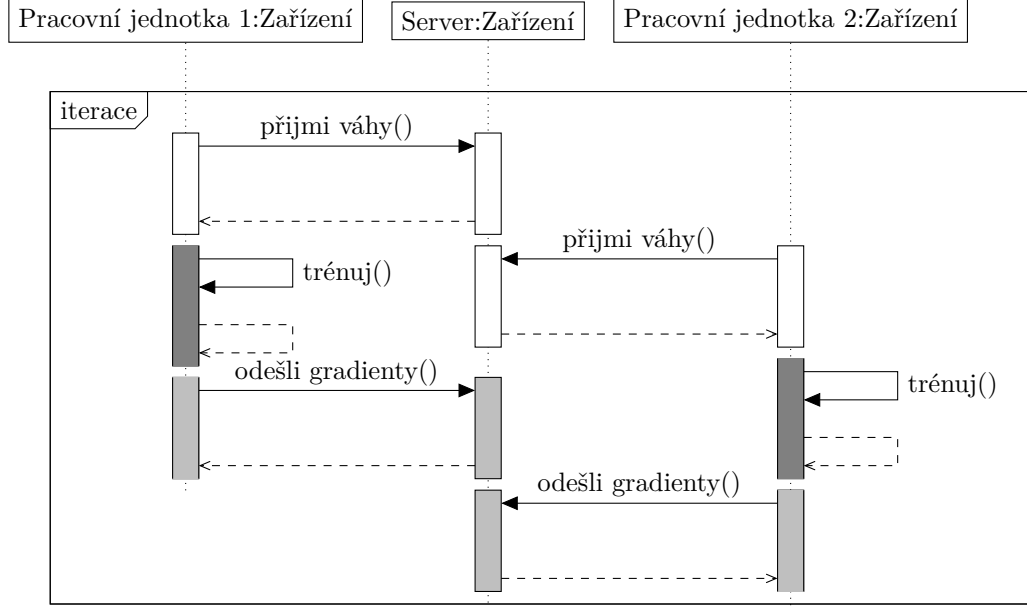 Pracovní jednotka 1:Zařízení
Server:Zařízení
Pracovní jednotka 2:Zařízení
iterace
přijmi váhy()
přijmi váhy()
trénuj()
odešli gradienty()
trénuj()
odešli gradienty()